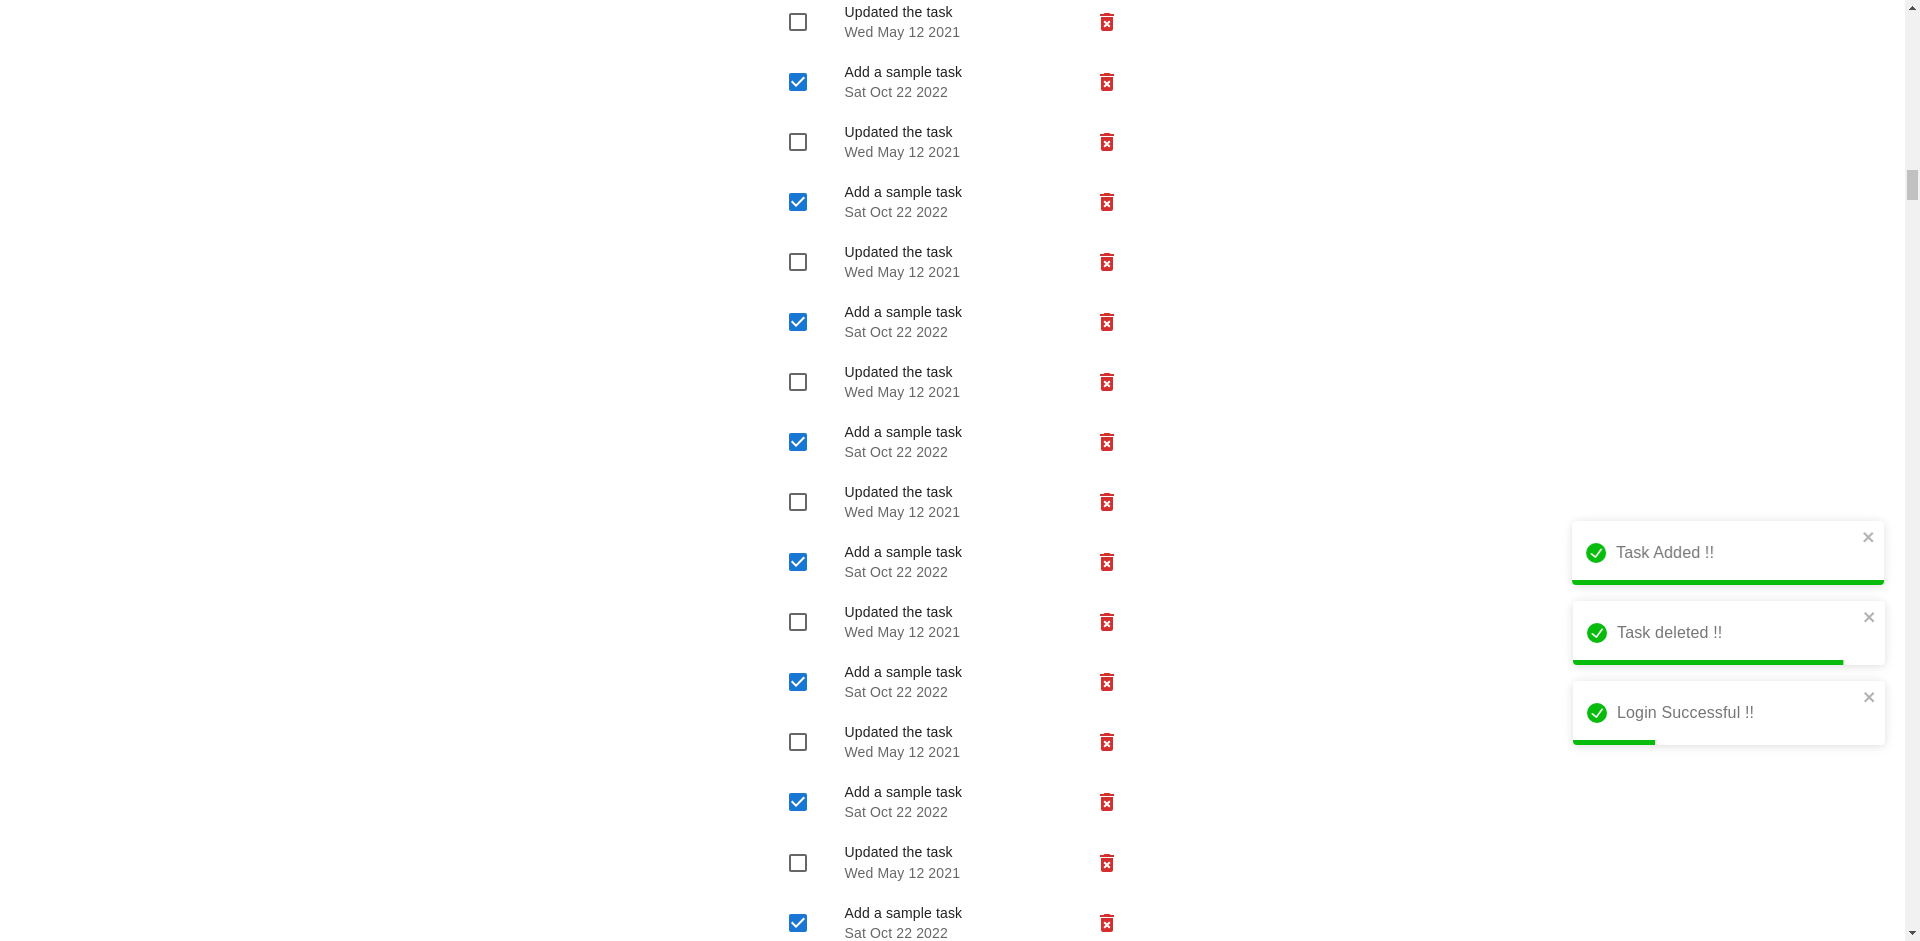 Updated the task
Wed May 12 2021
Add a sample task
Sat Oct 22 2022
Updated the task
Wed May 12 2021
Add a sample task
Sat Oct 22 2022
Updated the task
Wed May 12 2021
Add a sample task
Sat Oct 22 2022
Updated the task
Wed May 12 2021
Add a sample task
Sat Oct 22 2022
Updated the task
Wed May 12 2021
Add a sample task
Sat Oct 22 2022
Updated the task
Wed May 12 2021
Add a sample task
Sat Oct 22 2022
Updated the task
Wed May 12 2021
Add a sample task
Sat Oct 22 2022
Updated the task
Wed May 12 2021
Add a sample task
Sat Oct 22 2022
Task Added !!
Task deleted !!
Login Successful !!